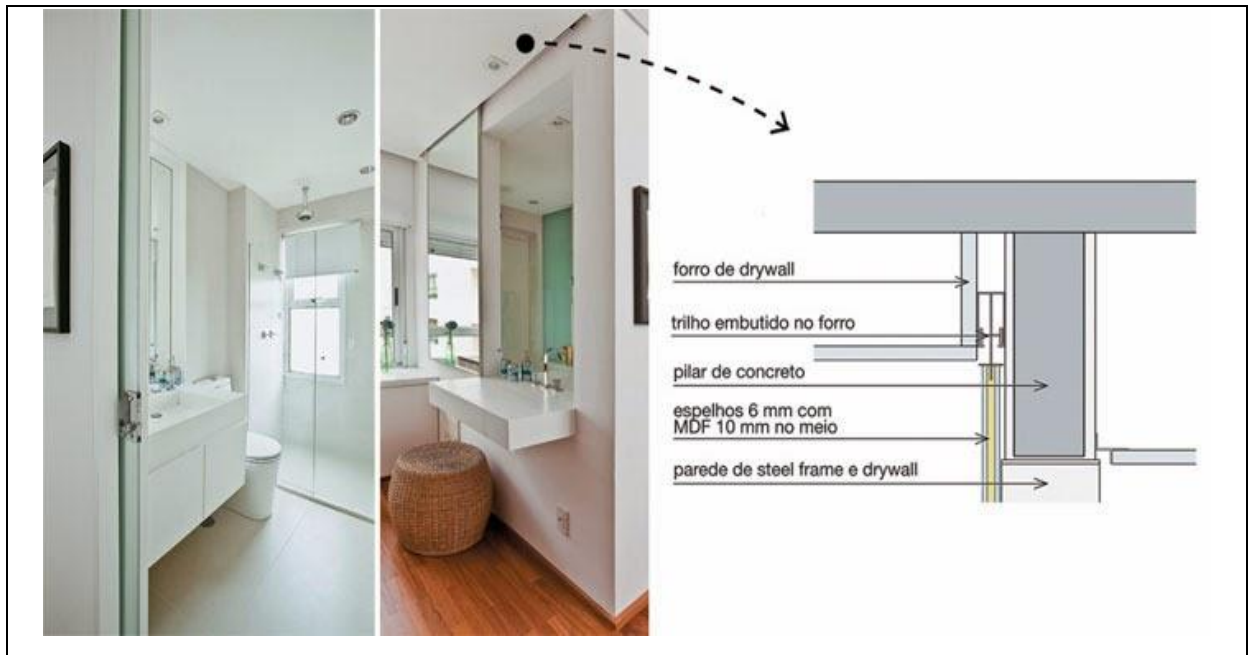 forro de drywall
trilho embutido no forro
pilar de concreto
espelhos 6 mm com
MDF 10 mm no meio
parede de steel frame e drywall